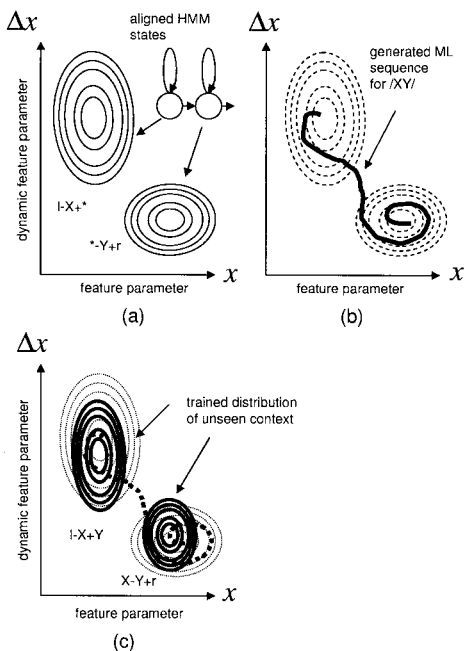 Δx
aligned HMM
states
dynamic feature parameter
l-X+*
*-Y+r
x
feature parameter
(a)
Δx
generated ML
sequence
for /XY/
x
feature parameter
(b)
Δx
trained distribution
of unseen context
dynamic feature parameter
l-X+Y
X-Y+r
x
feature parameter
(c)